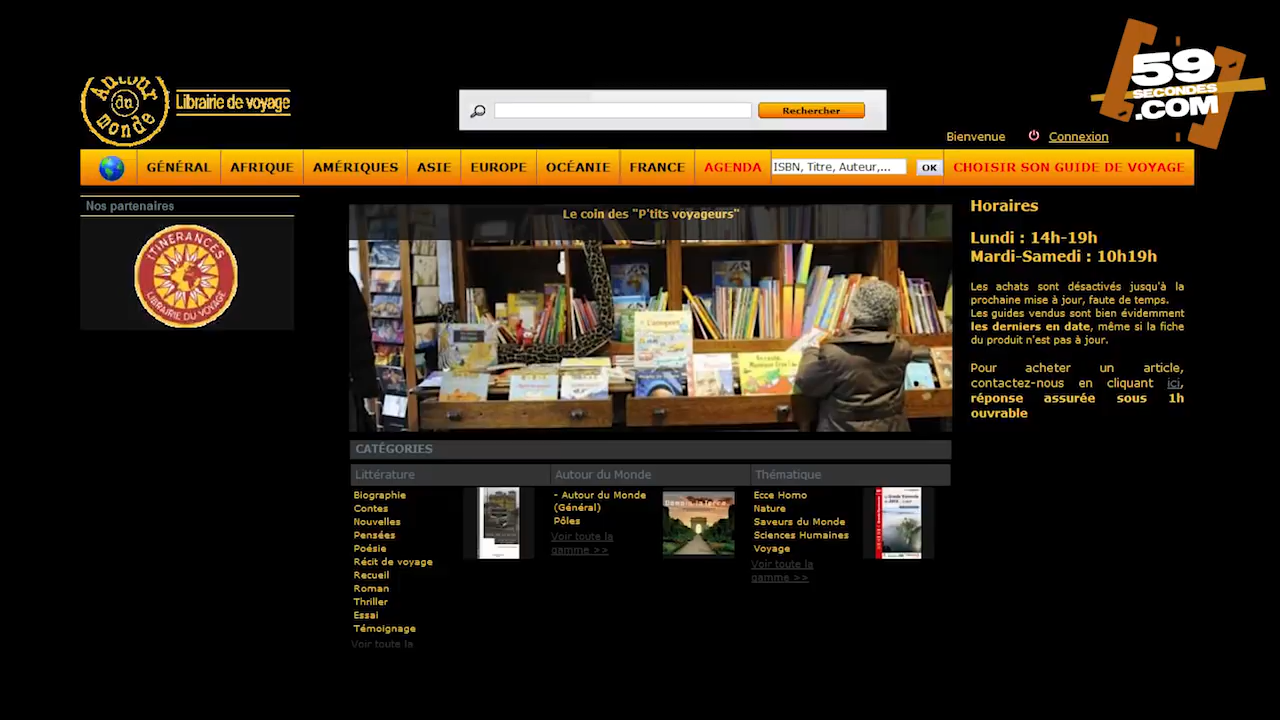 59
SECONDES
.COM
Autour
du
monde
Librairie de voyage
Rechercher
Bienvenue
Connexion
GÉNÉRAL
AFRIQUE
AMÉRIQUES
ASIE
EUROPE
OCÉANIE
FRANCE
AGENDA
ISBN, Titre, Auteur,...
OK
CHOISIR SON GUIDE DE VOYAGE
Nos partenaires
ITINERANCES
LIBRAIRIE DU VOYAGE
Le coin des "P'tits voyageurs"
Horaires
Lundi : 14h-19h
Mardi-Samedi : 10h19h
Les achats sont désactivés jusqu'à la
prochaine mise à jour, faute de temps.
Les guides vendus sont bien évidemment
les derniers en date, même si la fiche
du produit n'est pas à jour.
Pour acheter un article,
contactez-nous en cliquant ici,
réponse assurée sous 1h
ouvrable
CATÉGORIES
Littérature
Biographie
Contes
Nouvelles
Pensées
Poésie
Récit de voyage
Recueil
Roman
Thriller
Essai
Témoignage
Voir toute la
Autour du Monde
- Autour du Monde
(Général)
Pôles
Voir toute la
gamme >>
Thématique
Ecce Homo
Nature
Saveurs du Monde
Sciences Humaines
Voyage
Voir toute la
gamme >>